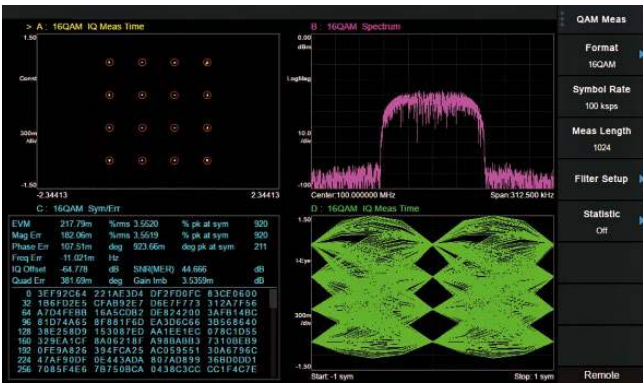 > A: 16QAM IQ Meas Time
1.50
Const
300m
/div
-1.50
-2.34413 2.34413
B: 16QAM Spectrum
0.00
dBm
LogMag
10.0
/div
-100
Center:100.000000 MHz Span:312.500 kHz
C: 16QAM Sym/Err
EVM 217.79m %rms 3.5520 % pk at sym 920
Mag Err 182.06m %rms 3.5519 % pk at sym 920
Phase Err 107.51m deg 923.66m deg pk at sym 211
Freq Err -11.021m Hz
IQ Offset -64.778 dB SNR(MER) 44.666 dB
Quad Err 381.69m deg Gain Imb 3.5359m dB
0 3EF92C64 221AE3D4 DF2FD0FC 83CE0600
32 1B6FD2E5 CFAB92E7 D6E7F773 312A7F56
64 A7D4FEBB 16A5CDB2 DE824200 3AFB14BC
96 81D74A65 8F881F6D EA3D6C66 3B568640
128 38E258D9 153087ED AA1EE1EC 078C1D55
160 329EA1CF 8A06218F A98BABB3 7310BEB9
192 0FE9A826 394FCA25 AC059551 30A6796C
224 47AF90DF 0E443ADA 807AD899 36BD0DD1
256 7085F4E6 7B750BCA 0438C3CC CC1F4C7E
D: 16QAM IQ Meas Time
1.50
I-Eye
300m
/div
-1.50
Start:-1 sym Stop: 1 sym
QAM Meas
Format
16QAM
Symbol Rate
100 ksps
Meas Length
1024
Filter Setup
Statistic
Off
Remote